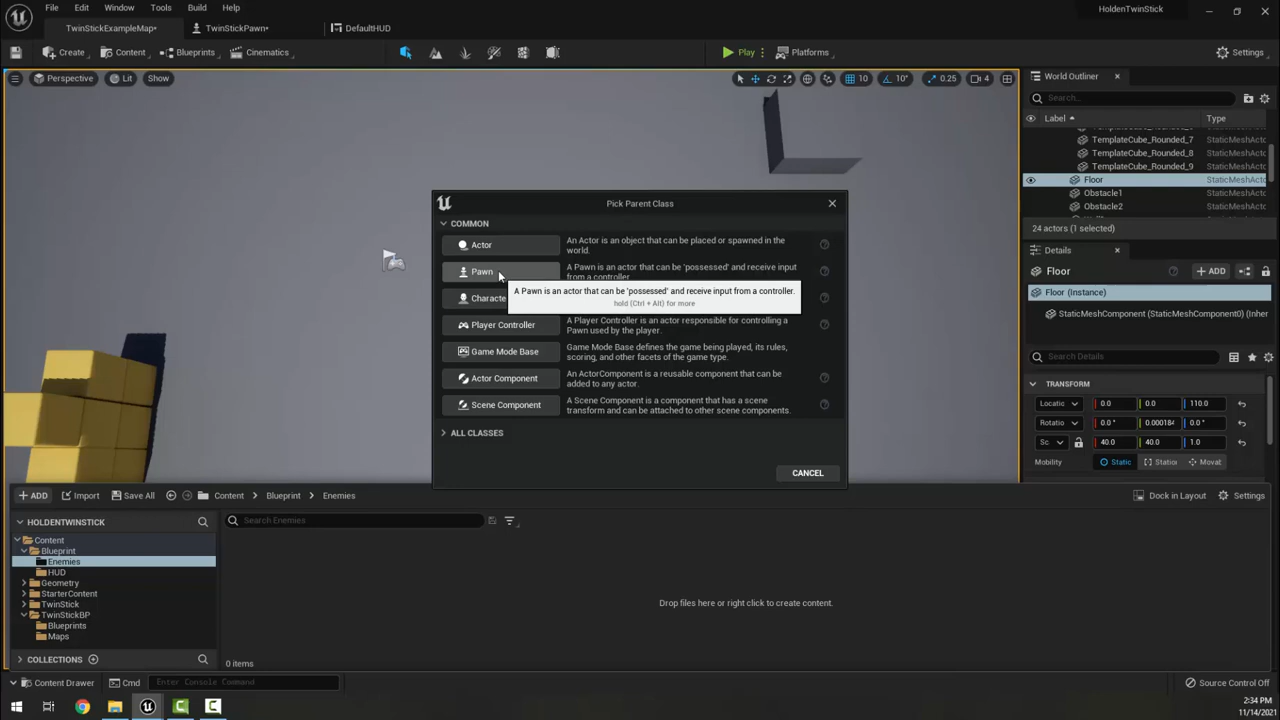 File Edit Window Tools Build Help
HoldenTwinStick
TwinStickExampleMap* TwinStickPawn* DefaultHUD
Create Content Blueprints Cinematics Play Platforms Settings
Perspective Lit Show 10 10° 0.25 4
World Outliner
Search...
Label Type
TemplateCube_Rounded_7 StaticMeshActo
TemplateCube_Rounded_8 StaticMeshActo
TemplateCube_Rounded_9 StaticMeshActo
Floor StaticMeshActo
Obstacle1 StaticMeshActo
Obstacle2 StaticMeshActo
24 actors (1 selected)
Details
Floor ADD
Floor (Instance)
StaticMeshComponent (StaticMeshComponent0) (Inher
Search Details
TRANSFORM
Locatic 0.0 0.0 110.0
Rotatio 0.0 ° 0.000184 0.0 °
Sc 40.0 40.0 1.0
Mobility Static Station Movab
Pick Parent Class
COMMON
Actor
An Actor is an object that can be placed or spawned in the
world.
Pawn
A Pawn is an actor that can be 'possessed' and receive input
from a controller.
A Pawn is an actor that can be 'possessed' and receive input from a controller.
hold (Ctrl + Alt) for more
Characte
Player Controller
A Player Controller is an actor responsible for controlling a
Pawn used by the player.
Game Mode Base
Game Mode Base defines the game being played, its rules,
scoring, and other facets of the game type.
Actor Component
An ActorComponent is a reusable component that can be
added to any actor.
Scene Component
A Scene Component is a component that has a scene
transform and can be attached to other scene components.
ALL CLASSES
CANCEL
ADD Import Save All Content Blueprint Enemies Dock in Layout Settings
HOLDENTWINSTICK
Search Enemies
Content
Blueprint
Enemies
HUD
Geometry
StarterContent
TwinStick
TwinStickBP
Blueprints
Maps
Drop files here or right click to create content.
COLLECTIONS
0 items
Content Drawer Cmd Enter Console Command Source Control Off
2:34 PM
11/14/2021